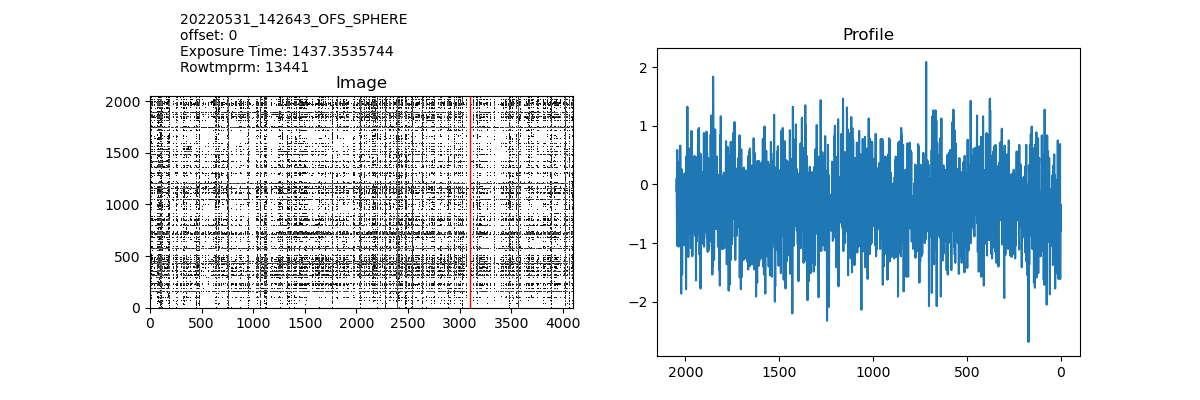 20220531_142643_OFS_SPHERE
offset: 0
Exposure Time: 1437.3535744
Rowtmprm: 13441
Image
2000
1500
1000
500
0
0 500 1000 1500 2000 2500 3000 3500 4000
Profile
2
1
0
−1
−2
2000 1500 1000 500 0